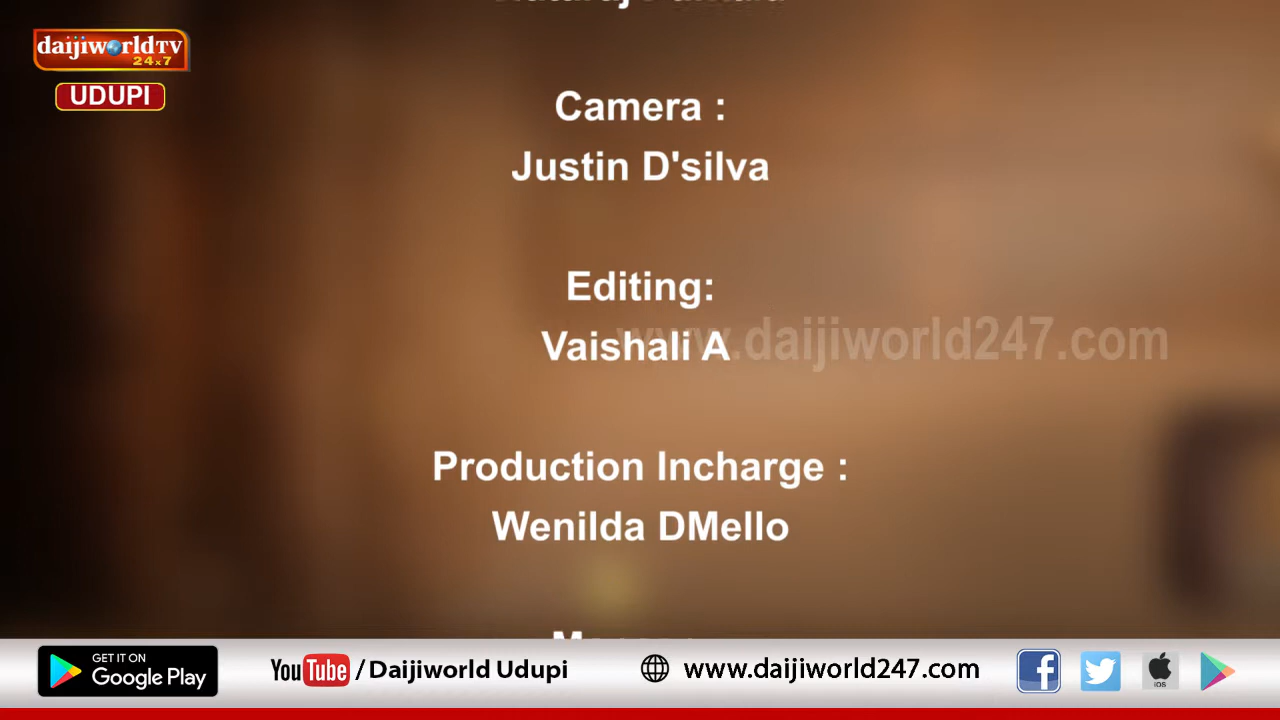 daijiworldTV
24x7
UDUPI
Camera :
Justin D'silva
Editing:
Vaishali A
www.daijiworld247.com
Production Incharge :
Wenilda DMello
GET IT ON
Google Play
YouTube /Daijiworld Udupi
www.daijiworld247.com
iOS